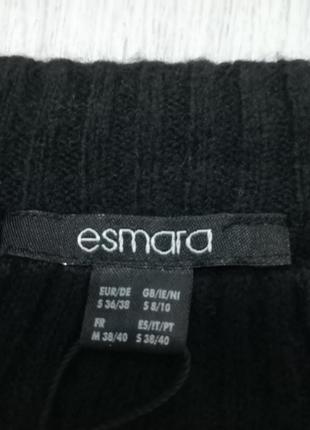 esmara
EUR/DE GB/IE/NI
S 36/38 S 8/10
FR ES/IT/PT
M 38/40 S 38/40